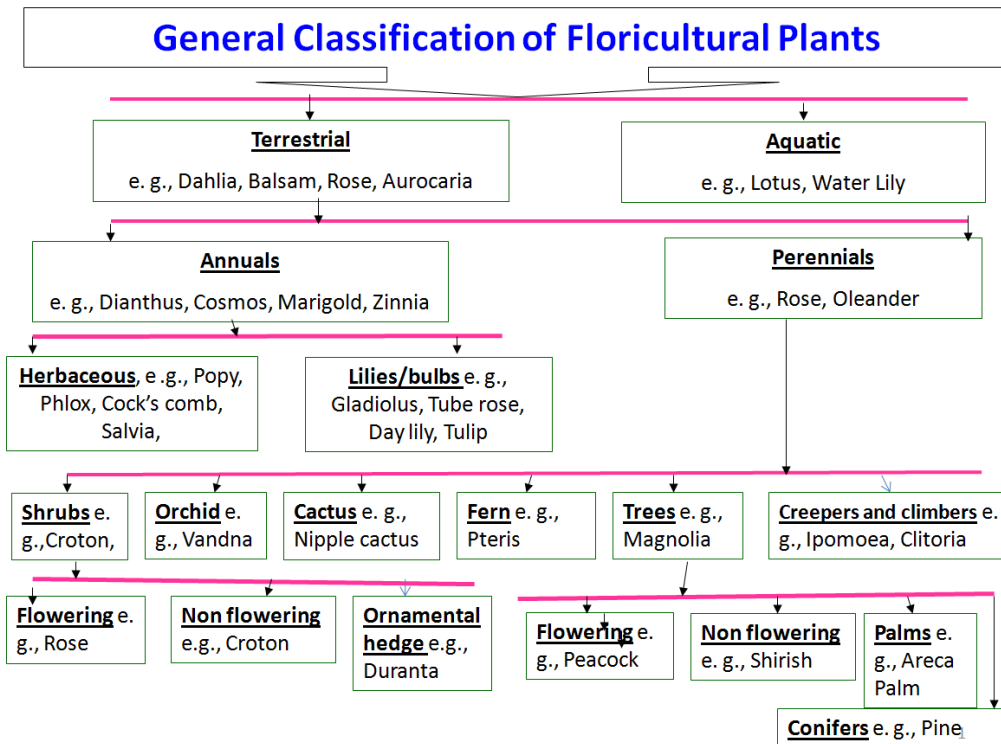 General Classification of Floricultural Plants
Terrestrial
e. g., Dahlia, Balsam, Rose, Aurocaria
Aquatic
e. g., Lotus, Water Lily
Annuals
e. g., Dianthus, Cosmos, Marigold, Zinnia
Perennials
e. g., Rose, Oleander
Herbaceous, e .g., Popy,
Phlox, Cock's comb,
Salvia,
Lilies/bulbs e. g.,
Gladiolus, Tube rose,
Day lily, Tulip
Shrubs e.
g.,Croton,
Orchid e.
g., Vandna
Cactus e. g.,
Nipple cactus
Fern e. g.,
Pteris
Trees e. g.,
Magnolia
Creepers and climbers e.
g., Ipomoea, Clitoria
Flowering e.
g., Rose
Non flowering
e.g., Croton
Ornamental
hedge e.g.,
Duranta
Flowering e.
g., Peacock
Non flowering
e. g., Shirish
Palms e.
g., Areca
Palm
Conifers e. g., Pine
1